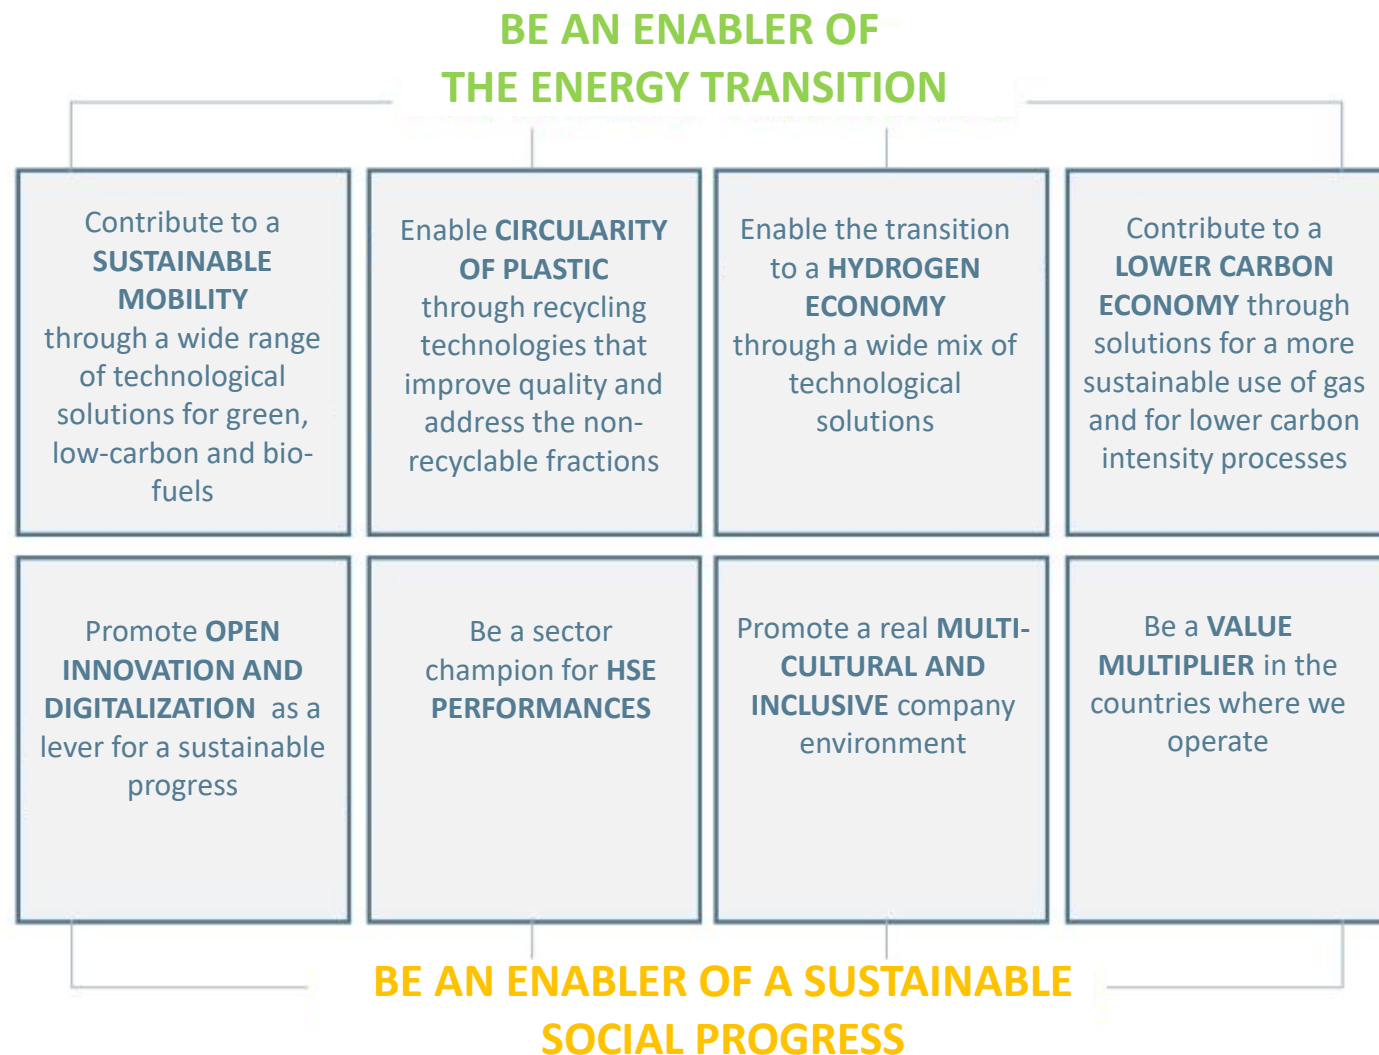 BE AN ENABLER OF
THE ENERGY TRANSITION
Contribute to a
SUSTAINABLE
MOBILITY
through a wide range
of technological
solutions for green,
low-carbon and bio-
fuels
Enable CIRCULARITY
OF PLASTIC
through recycling
technologies that
improve quality and
address the non-
recyclable fractions
Enable the transition
to a HYDROGEN
ECONOMY
through a wide mix of
technological
solutions
Contribute to a
LOWER CARBON
ECONOMY through
solutions for a more
sustainable use of gas
and for lower carbon
intensity processes
Promote OPEN
INNOVATION AND
DIGITALIZATION as a
lever for a sustainable
progress
Be a sector
champion for HSE
PERFORMANCES
Promote a real MULTI-
CULTURAL AND
INCLUSIVE company
environment
Be a VALUE
MULTIPLIER in the
countries where we
operate
BE AN ENABLER OF A SUSTAINABLE
SOCIAL PROGRESS